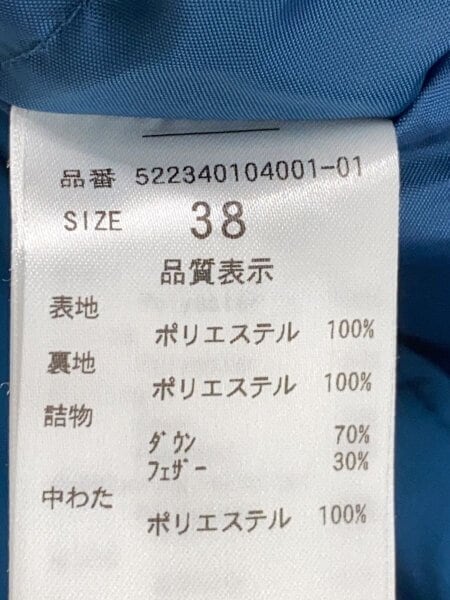 品番 522340104001-01
SIZE 38
品質表示
表地
ポリエステル 100%
裏地
ポリエステル 100%
詰物
ﾀﾞｳﾝ 70%
ﾌｪｻﾞｰ 30%
中わた
ポリエステル 100%